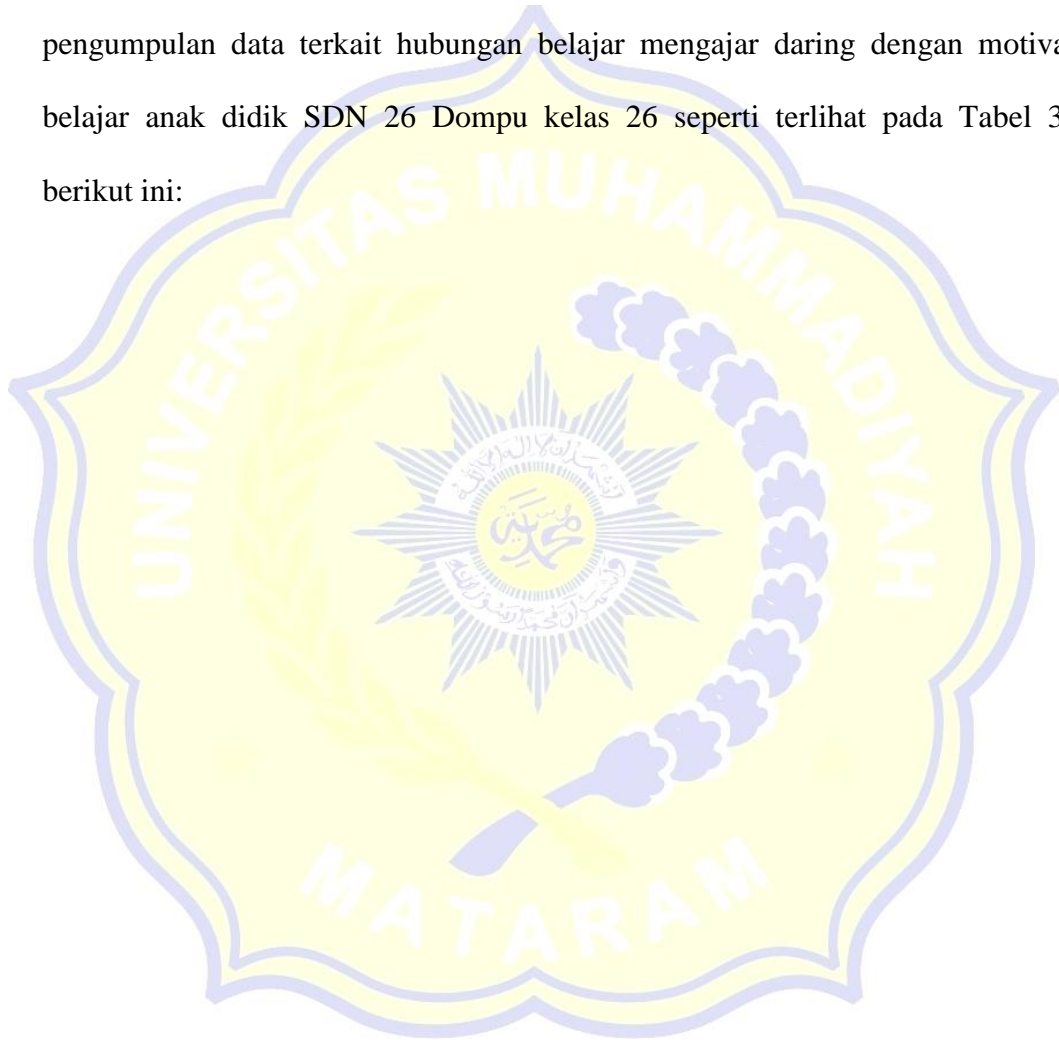 pengumpulan data terkait hubungan belajar mengajar daring dengan motiva
belajar anak didik SDN 26 Dompu kelas 26 seperti terlihat pada Tabel 3
berikut ini:
UNIVERSITAS MUHAMMADIYAH
MATARAM